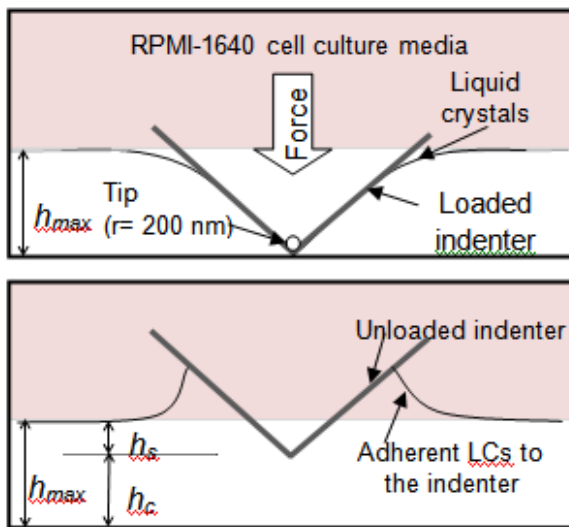 RPMI-1640 cell culture media
Force
Liquid
crystals
Tip
(r= 200 nm)
hmax
Loaded
indenter
Unloaded indenter
hs
Adherent LCs to
the indenter
hmax
hc